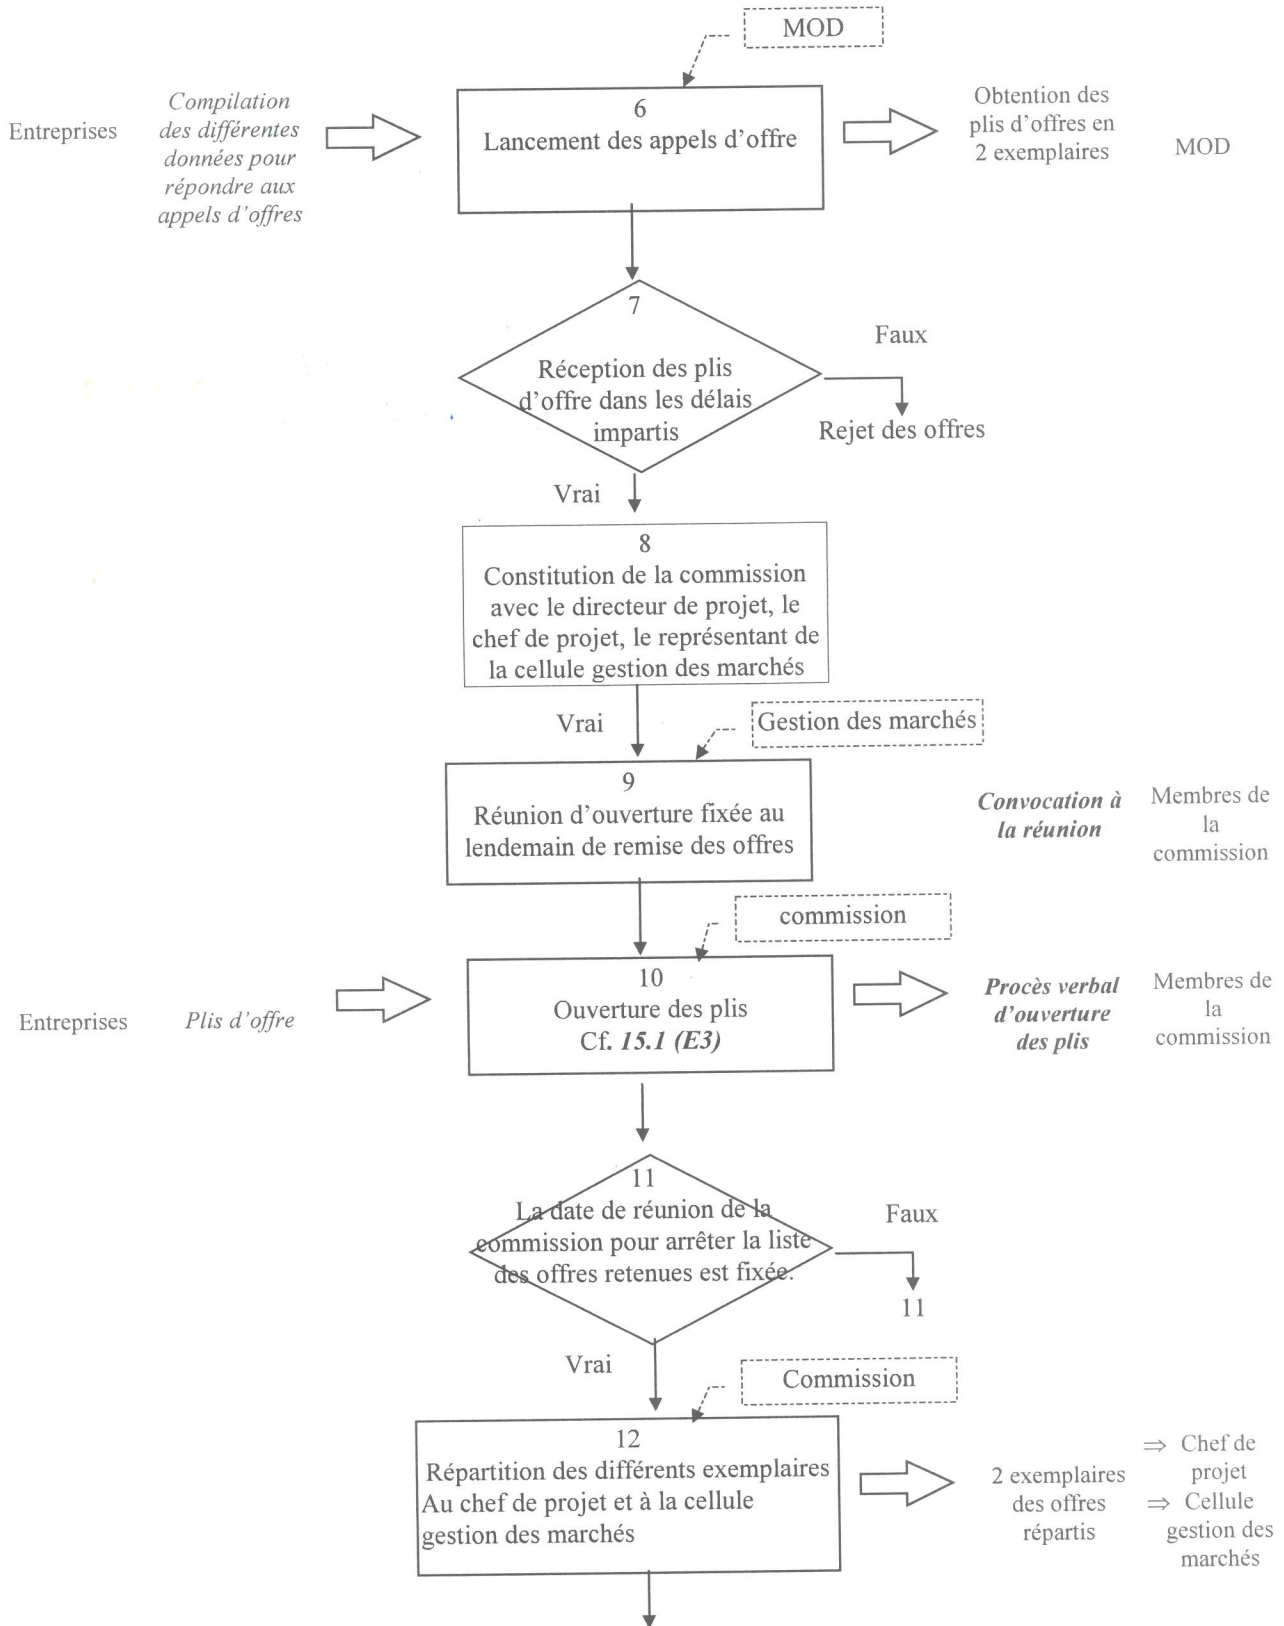 MOD
Entreprises
Compilation
des différentes
données pour
répondre aux
appels d'offres
6
Lancement des appels d'offre
Obtention des
plis d'offres en
2 exemplaires
MOD
7
Réception des plis
d'offre dans les délais
impartis
Faux
Rejet des offres
Vrai
8
Constitution de la commission
avec le directeur de projet, le
chef de projet, le représentant de
la cellule gestion des marchés
Vrai
Gestion des marchés
9
Réunion d'ouverture fixée au
lendemain de remise des offres
Convocation à
la réunion
Membres de
la
commission
commission
Entreprises
Plis d'offre
10
Ouverture des plis
Cf. 15.1 (E3)
Procès verbal
d'ouverture
des plis
Membres de
la
commission
11
La date de réunion de la
commission pour arrêter la liste
des offres retenues est fixée.
Faux
11
Vrai
Commission
12
Répartition des différents exemplaires
Au chef de projet et à la cellule
gestion des marchés
2 exemplaires
des offres
répartis
⇒ Chef de
projet
⇒ Cellule
gestion des
marchés